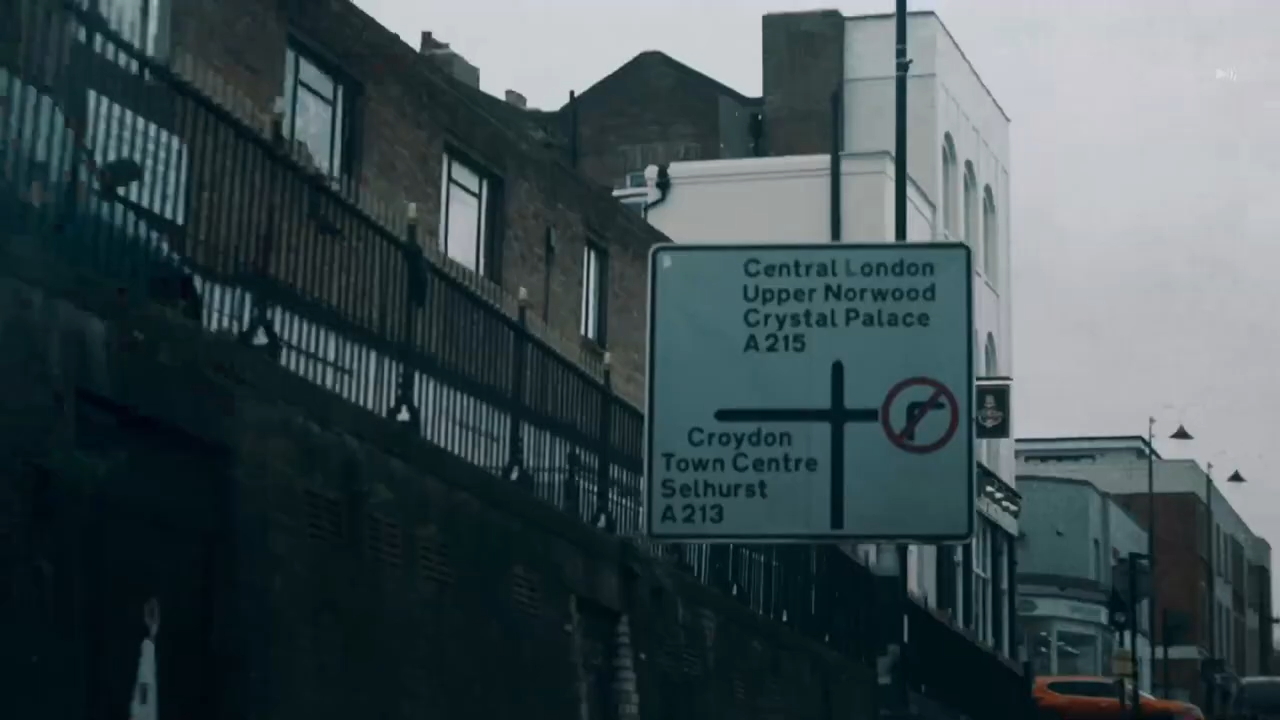 Central London
Upper Norwood
Crystal Palace
A215
Croydon
Town Centre
Selhurst
A213